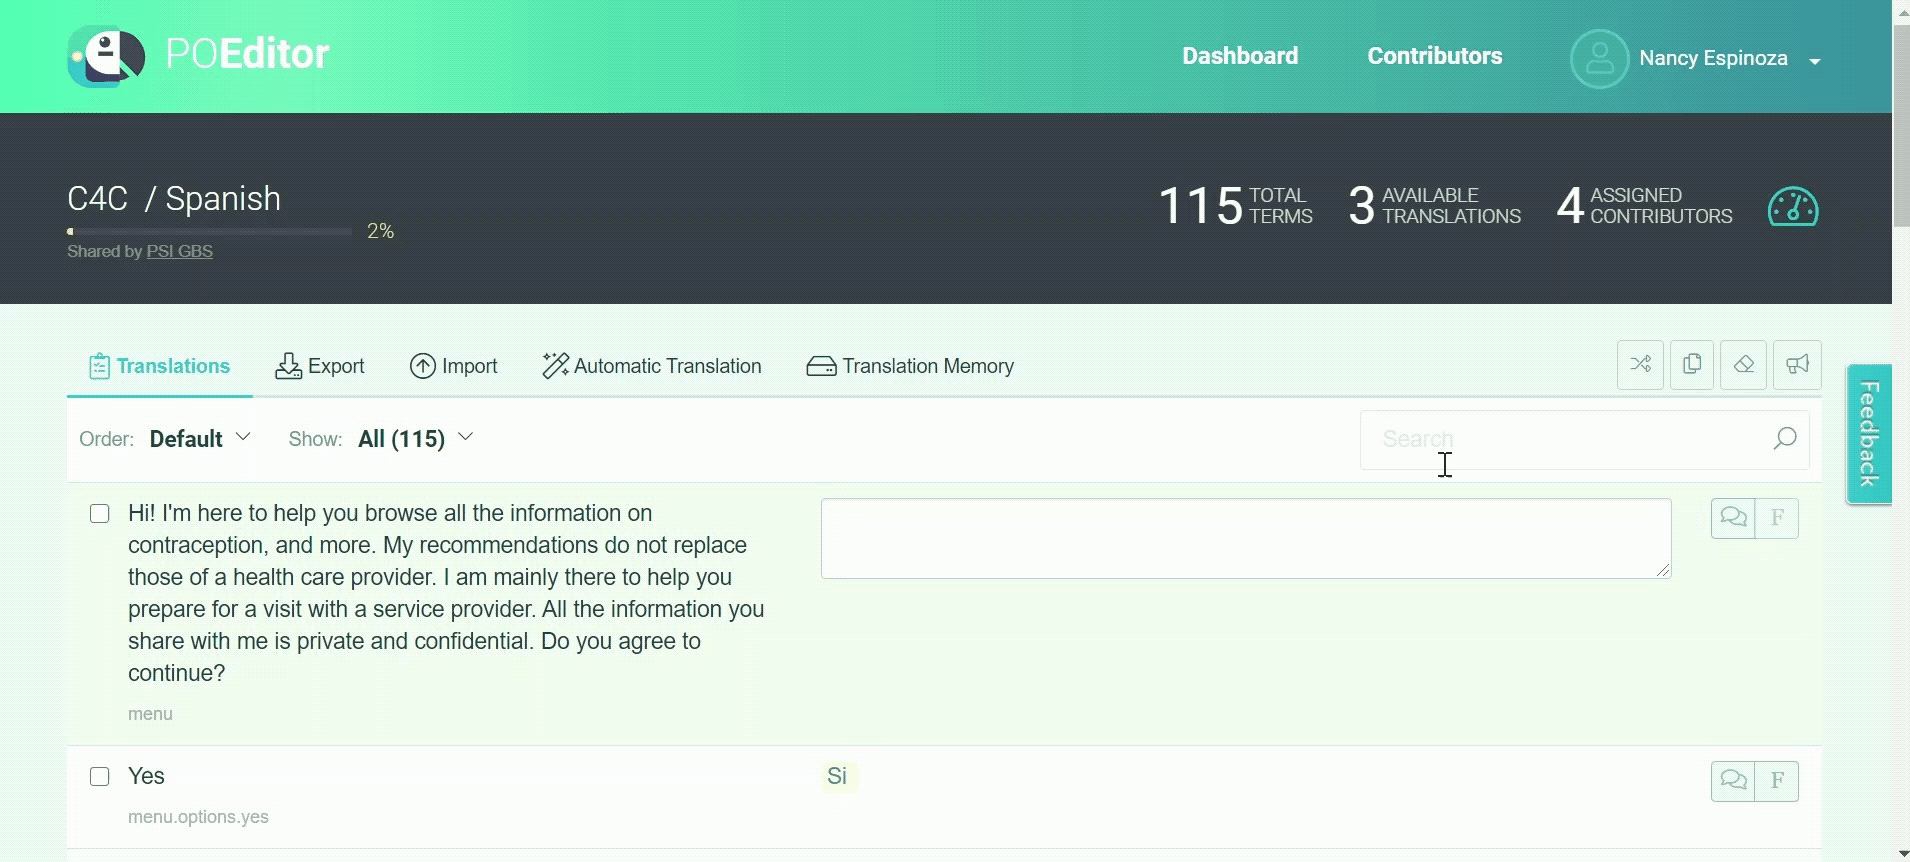 POEditor
Dashboard
Contributors
Nancy Espinoza
C4C / Spanish
2%
Shared by PSI GBS
115 TOTAL TERMS
3 AVAILABLE TRANSLATIONS
4 ASSIGNED CONTRIBUTORS
Translations
Export
Import
Automatic Translation
Translation Memory
Feedback
Order: Default
Show: All (115)
Search
Hi! I'm here to help you browse all the information on
contraception, and more. My recommendations do not replace
those of a health care provider. I am mainly there to help you
prepare for a visit with a service provider. All the information you
share with me is private and confidential. Do you agree to
continue?
menu
F
Yes
Si
F
menu.options.yes